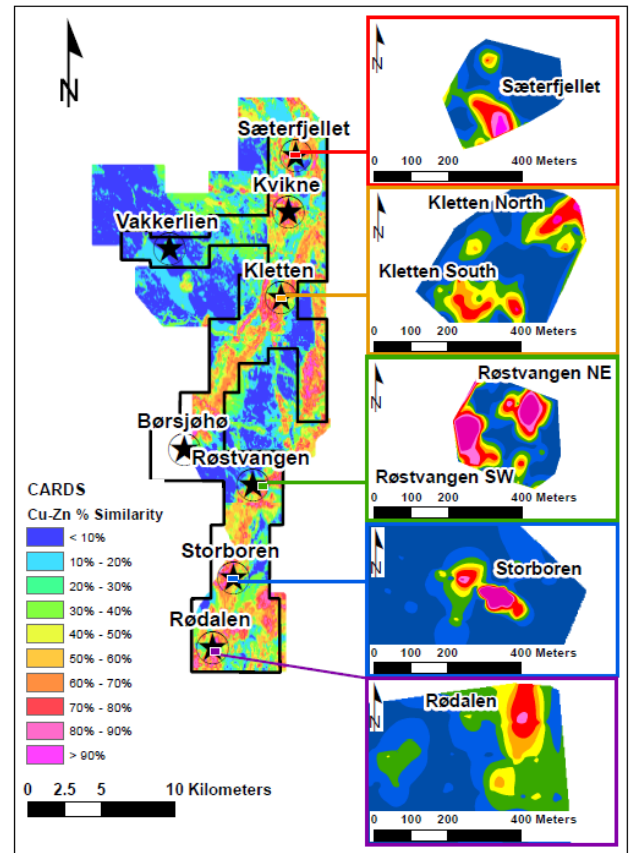 N
Sæterfjellet
Kvikne
Vakkerlien
Kletten
Børsjøhø
Røstvangen
Storboren
Rødalen
CARDS
Cu-Zn % Similarity
< 10%
10% - 20%
20% - 30%
30% - 40%
40% - 50%
50% - 60%
60% - 70%
70% - 80%
80% - 90%
> 90%
0 2.5 5 10 Kilometers
N
Sæterfjellet
0 100 200 400 Meters
N
Kletten North
Kletten South
0 100 200 400 Meters
N
Røstvangen NE
Røstvangen SW
0 100 200 400 Meters
N
Storboren
0 100 200 400 Meters
N
Rødalen
0 100 200 400 Meters